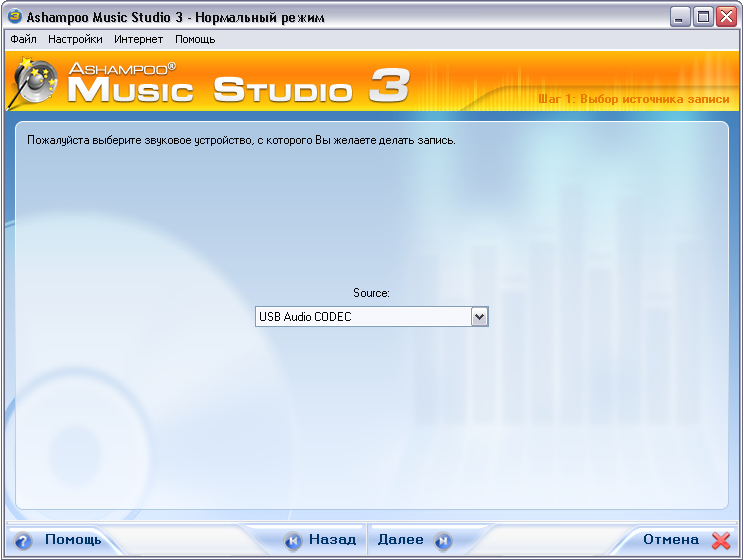 Ashampoo Music Studio 3 - Нормальный режим
Файл Настройки Интернет Помощь
ASHAMPOO®
MUSIC STUDIO 3
Шаг 1: Выбор источника записи
Пожалуйста выберите звуковое устройство, с которого Вы желаете делать запись.
Source:
USB Audio CODEC
Помощь Назад Далее Отмена